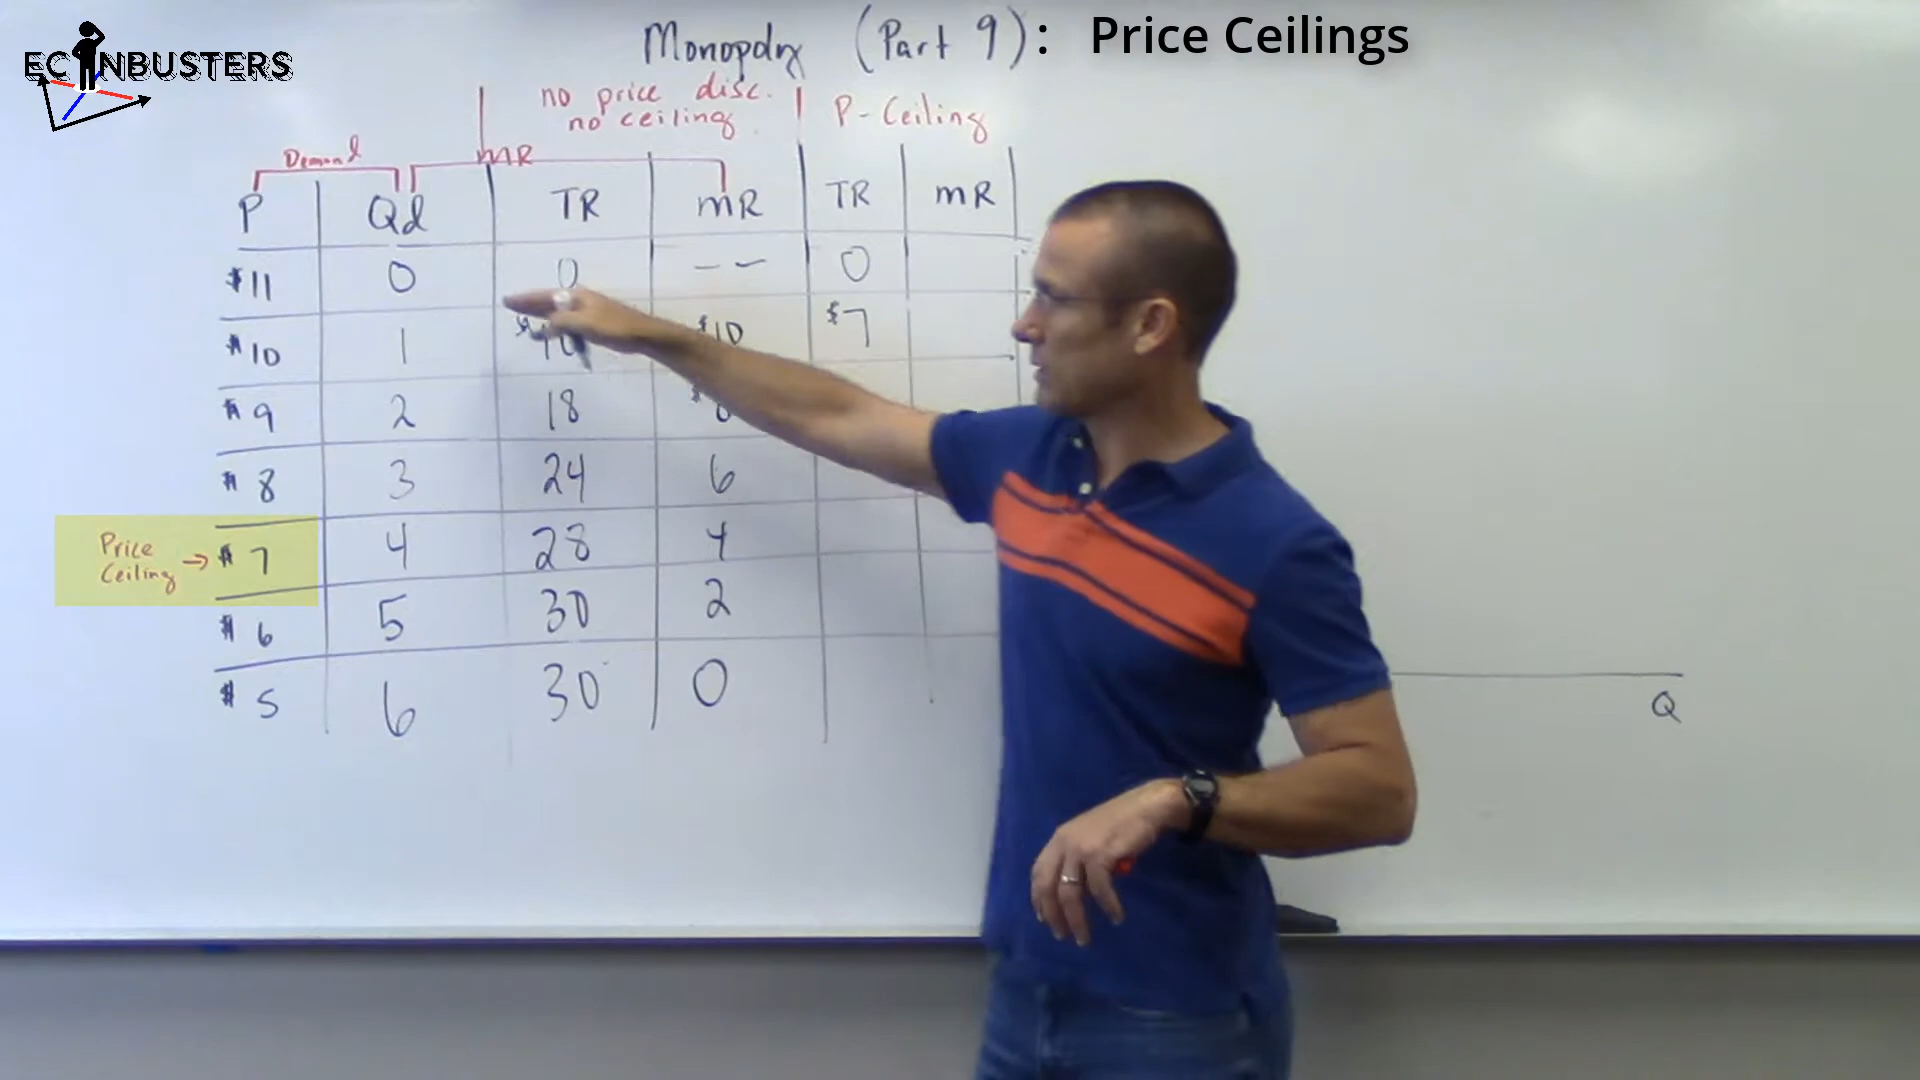 ECONBUSTERS
Monopoly (Part 9): Price Ceilings
no price disc.
no ceiling
P-Ceiling
Demand
MR
P Qd TR MR TR MR
$11 0 0 -- 0
$10 1 $10 $10 $7
$9 2 18
$8 3 24 6
Price
Ceiling → $7 4 28 4
$6 5 30 2
$5 6 30 0
Q